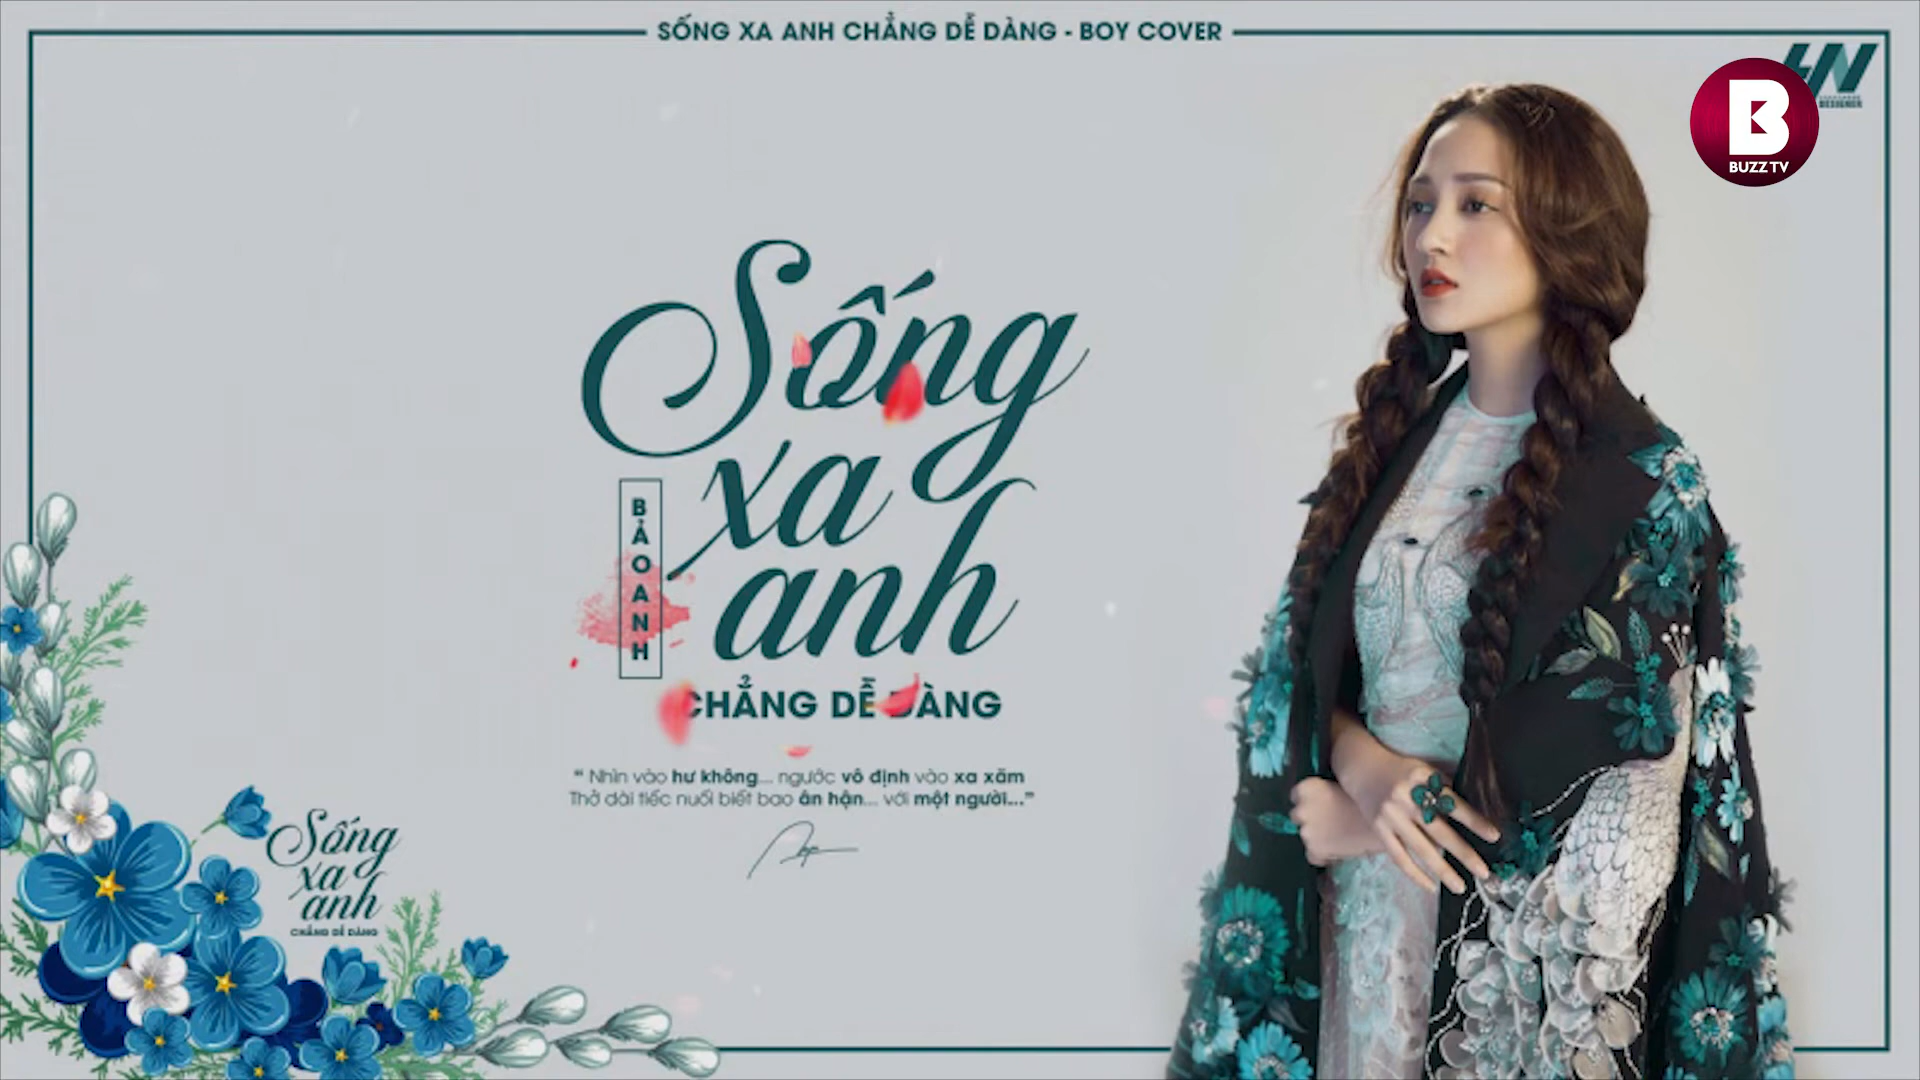 SỐNG XA ANH CHẲNG DỄ DÀNG - BOY COVER
HN
DESIGNER
B
BUZZ TV
Sống
xa
anh
BẢO ANH
CHẲNG DỄ DÀNG
“ Nhìn vào hư không... ngước vô định vào xa xăm
Thở dài tiếc nuối biết bao ân hận... với một người...”
Sống
xa
anh
CHẲNG DỄ DÀNG